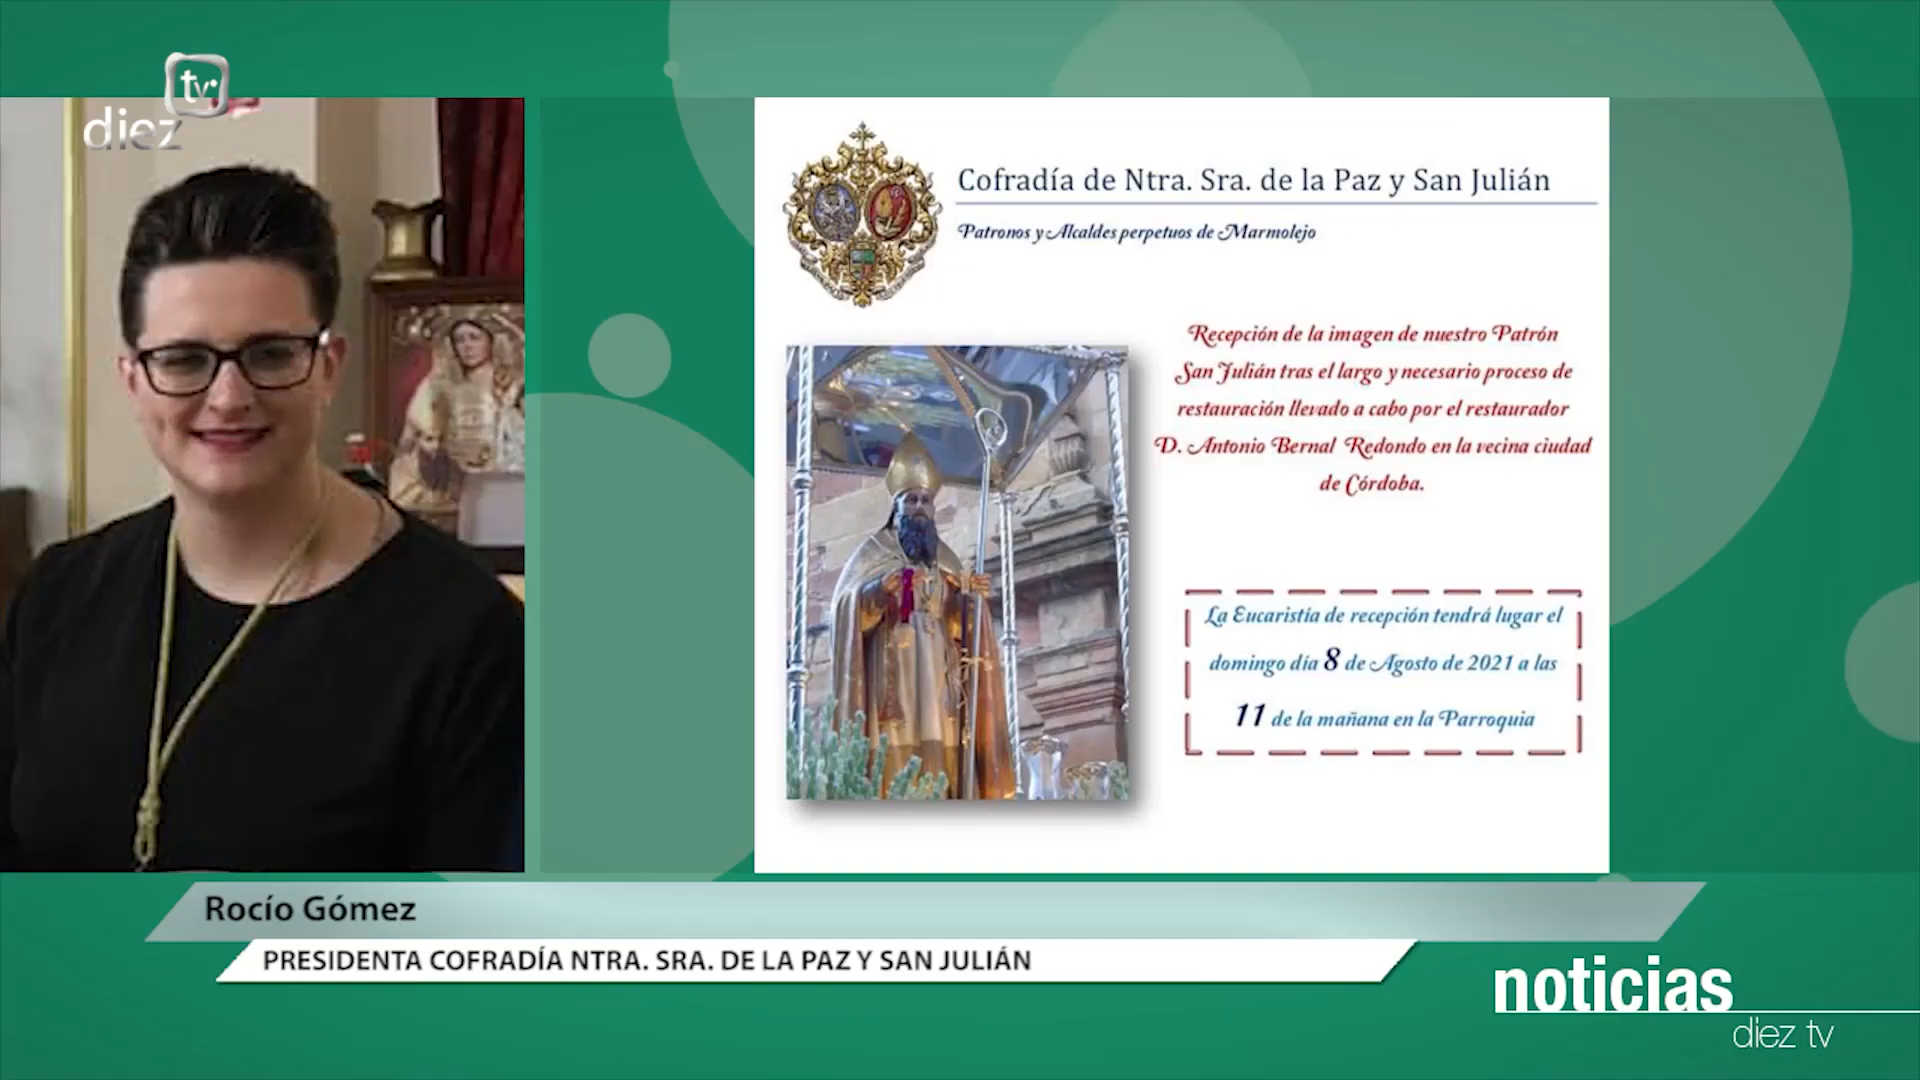 diez tv
Cofradía de Ntra. Sra. de la Paz y San Julián
Patronos y Alcaldes perpetuos de Marmolejo
Recepción de la imagen de nuestro Patrón
San Julián tras el largo y necesario proceso de
restauración llevado a cabo por el restaurador
D. Antonio Bernal Redondo en la vecina ciudad
de Córdoba.
La Eucaristía de recepción tendrá lugar el
domingo día 8 de Agosto de 2021 a las
11 de la mañana en la Parroquia
Rocío Gómez
PRESIDENTA COFRADÍA NTRA. SRA. DE LA PAZ Y SAN JULIÁN
noticias
diez tv